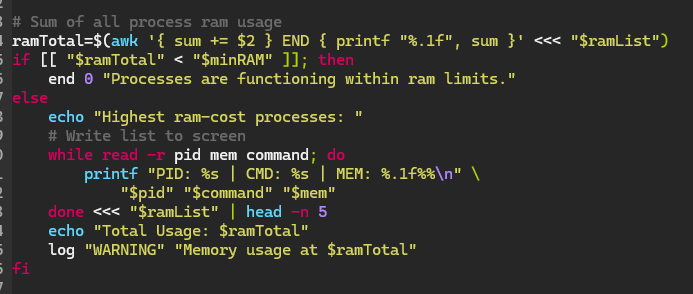 # Sum of all process ram usage
ramTotal=$(awk '{ sum += $2 } END { printf "%.1f", sum }' <<< "$ramList")
if [[ "$ramTotal" < "$minRAM" ]]; then
    end 0 "Processes are functioning within ram limits."
else
    echo "Highest ram-cost processes: "
    # Write list to screen
    while read -r pid mem command; do
        printf "PID: %s | CMD: %s | MEM: %.1f%%\n" \
            "$pid" "$command" "$mem"
    done <<< "$ramList" | head -n 5
    echo "Total Usage: $ramTotal"
    log "WARNING" "Memory usage at $ramTotal"
fi